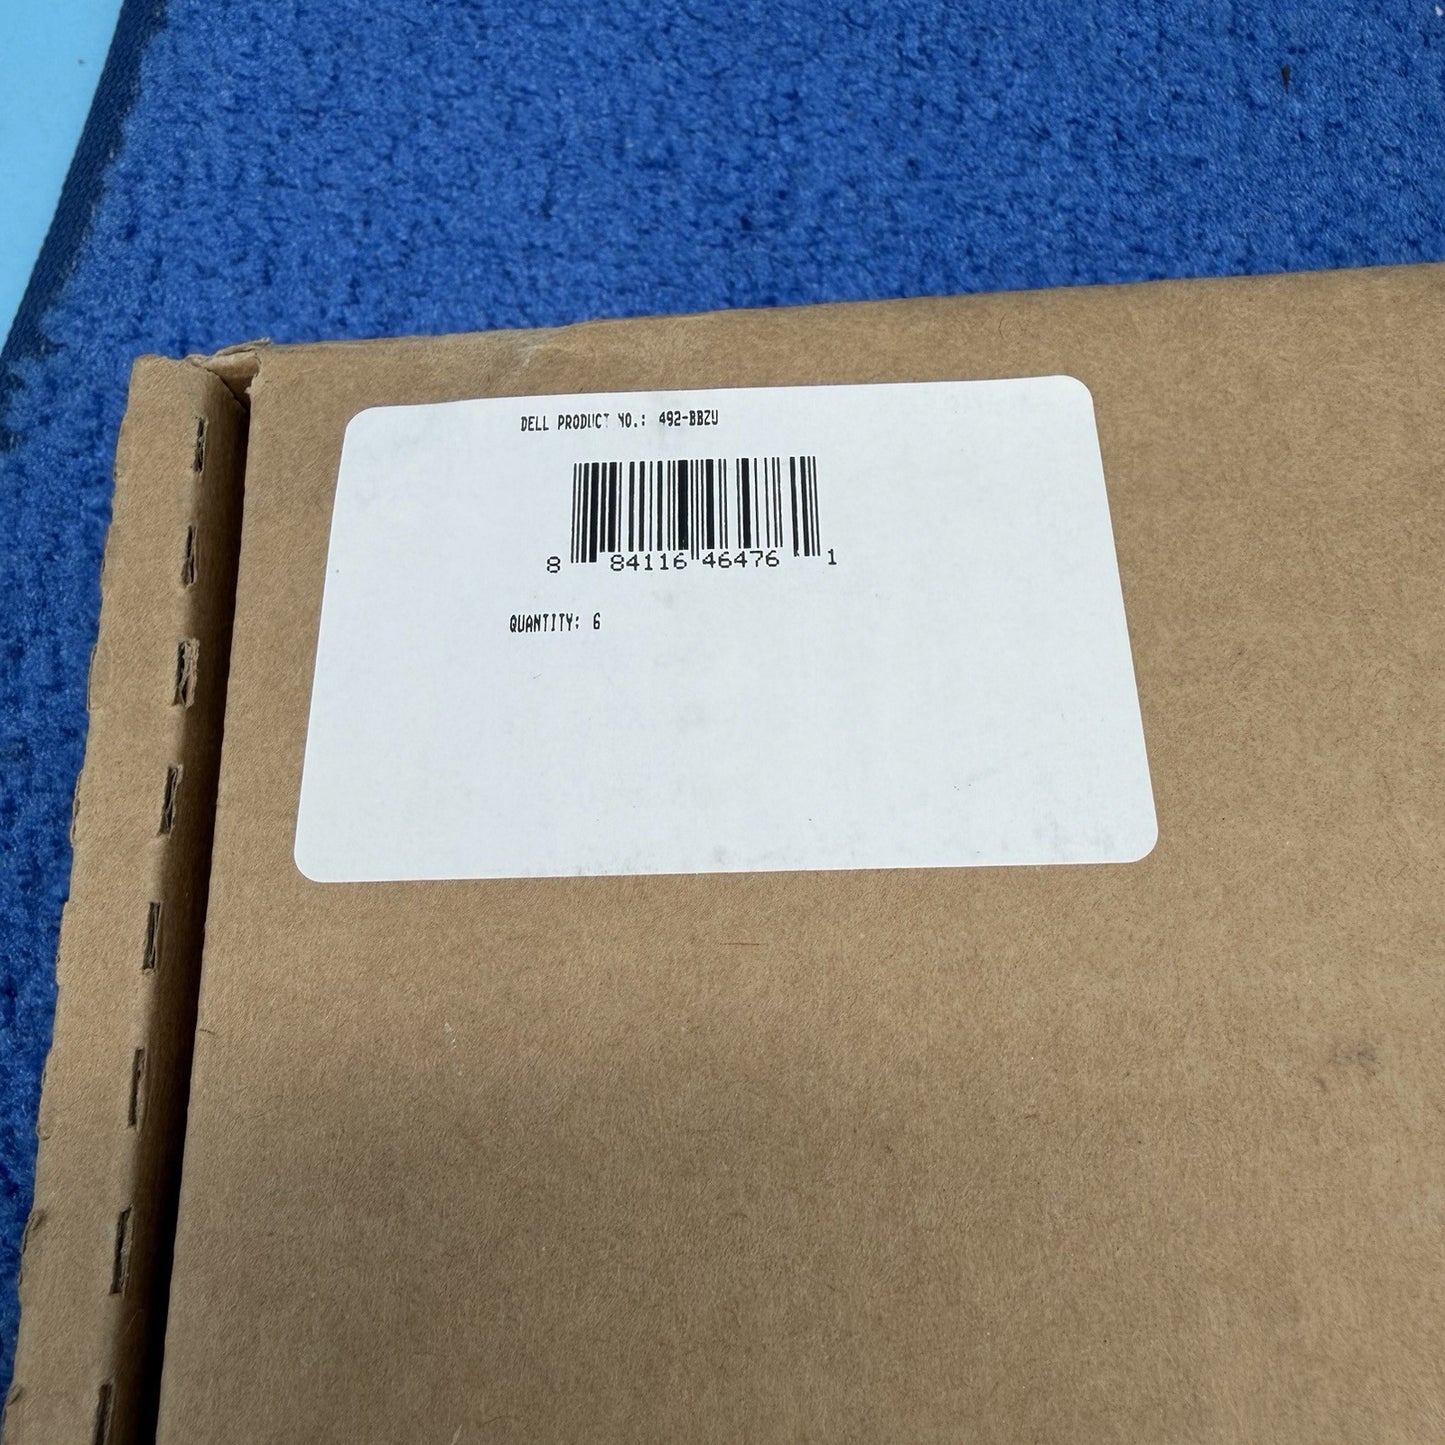 DELL PRODUCT NO.: 492-BBZU
8 84116 46476 1
QUANTITY: 6